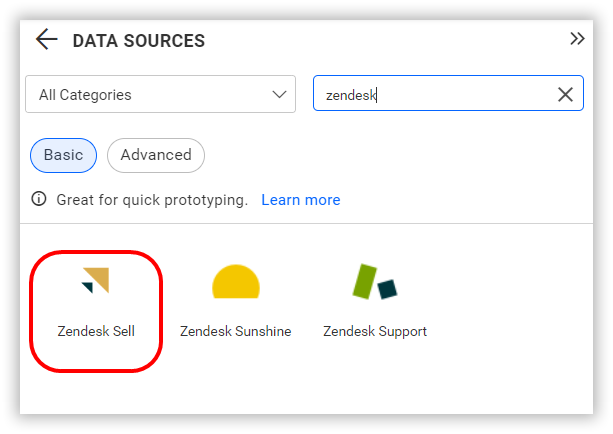 DATA SOURCES
All Categories
zendesk
Basic
Advanced
Great for quick prototyping. Learn more
Zendesk Sell
Zendesk Sunshine
Zendesk Support